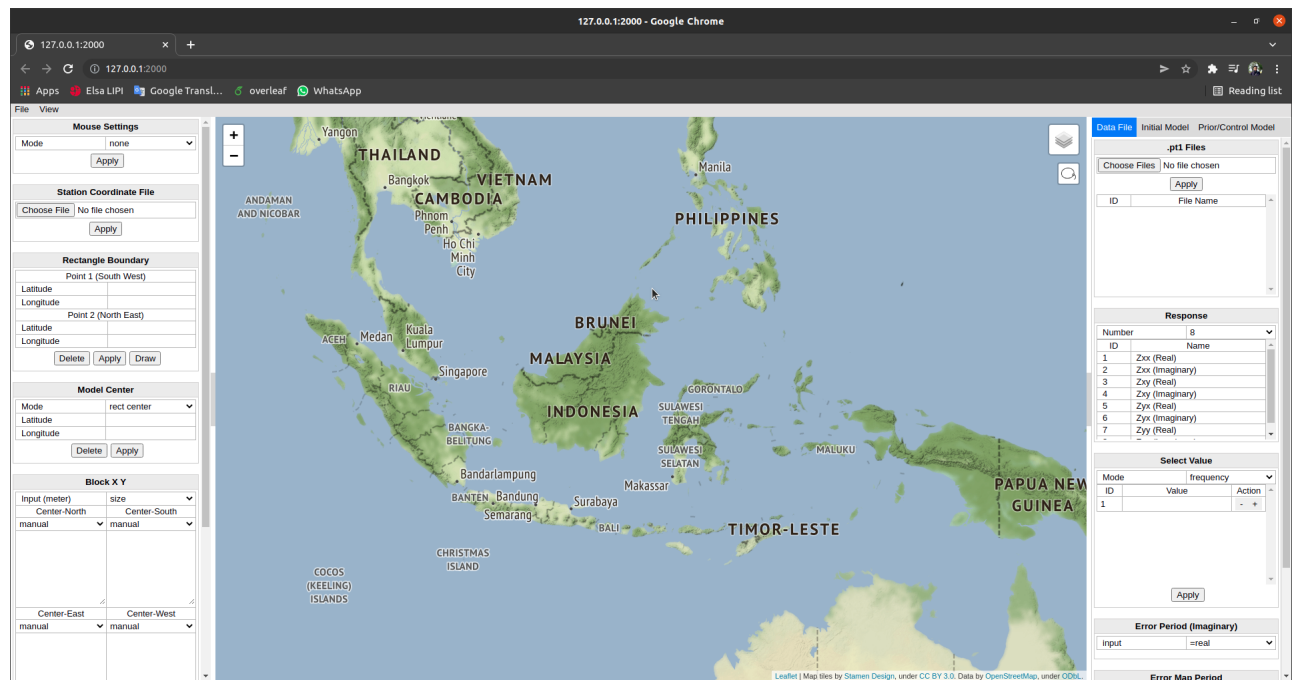 127.0.0.1:2000 - Google Chrome
127.0.0.1:2000
127.0.0.1:2000
Apps Elsa LIPI Google Transl... overleaf WhatsApp Reading list
File View
Mouse Settings
Mode none
Apply
Station Coordinate File
Choose File No file chosen
Apply
Rectangle Boundary
Point 1 (South West)
Latitude
Longitude
Point 2 (North East)
Latitude
Longitude
Delete Apply Draw
Model Center
Mode rect center
Latitude
Longitude
Delete Apply
Block X Y
Input (meter) size
Center-North Center-South
manual manual
Center-East Center-West
manual manual
+
−
Yangon
THAILAND
Bangkok
VIETNAM
CAMBODIA
Phnom
Penh
Ho Chi
Minh
City
ANDAMAN
AND NICOBAR
Manila
PHILIPPINES
BRUNEI
ACEH
Medan
Kuala
Lumpur
MALAYSIA
Singapore
RIAU
GORONTALO
INDONESIA
SULAWESI
TENGAH
BANGKA-
BELITUNG
SULAWESI
SELATAN
MALUKU
Bandarlampung
Makassar
PAPUA NEW
GUINEA
BANTEN
Bandung
Surabaya
Semarang
BALI
TIMOR-LESTE
CHRISTMAS
ISLAND
COCOS
(KEELING)
ISLANDS
Leaflet | Map tiles by Stamen Design, under CC BY 3.0. Data by OpenStreetMap, under ODbL.
Data File Initial Model Prior/Control Model
.pt1 Files
Choose Files No file chosen
Apply
ID File Name
Response
Number 8
ID Name
1 Zxx (Real)
2 Zxx (Imaginary)
3 Zxy (Real)
4 Zxy (Imaginary)
5 Zyx (Real)
6 Zyx (Imaginary)
7 Zyy (Real)
Select Value
Mode frequency
ID Value Action
1 - +
Apply
Error Period (Imaginary)
input =real
Error Map Period